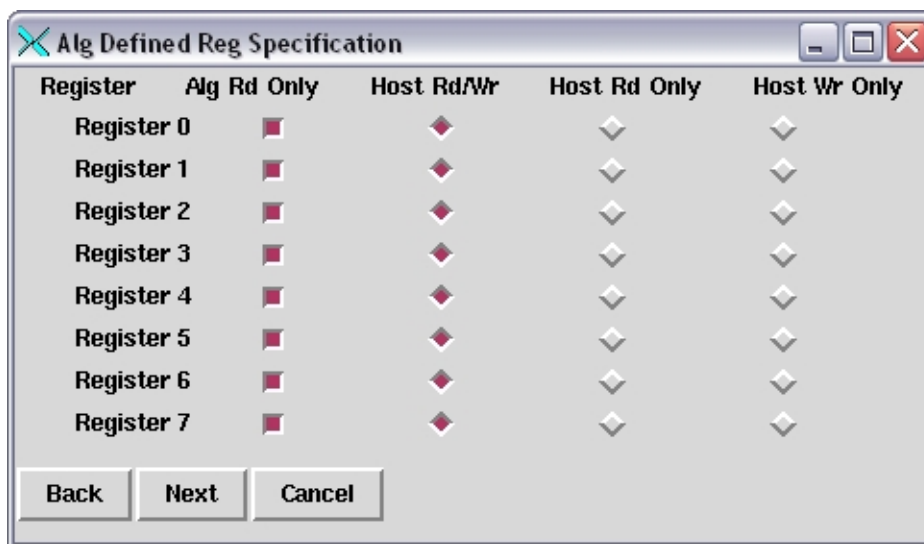 Alg Defined Reg Specification
Register Alg Rd Only Host Rd/Wr Host Rd Only Host Wr Only
Register 0
Register 1
Register 2
Register 3
Register 4
Register 5
Register 6
Register 7
Back Next Cancel